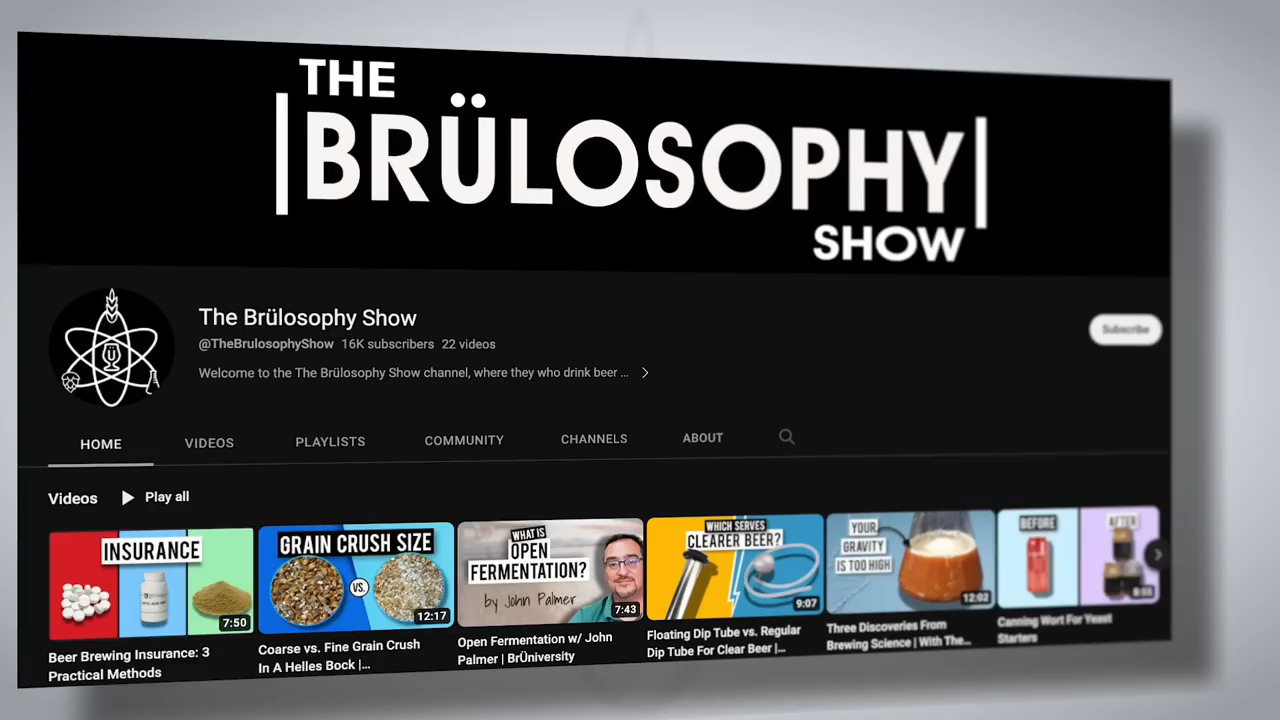 THE
BRÜLOSOPHY
SHOW
The Brülosophy Show
@TheBrulosophyShow 16K subscribers 22 videos
Welcome to the The Brülosophy Show channel, where they who drink beer ...
Subscribe
HOME VIDEOS PLAYLISTS COMMUNITY CHANNELS ABOUT
Videos Play all
INSURANCE
7:50
Beer Brewing Insurance: 3
Practical Methods
GRAIN CRUSH SIZE
VS.
12:17
Coarse vs. Fine Grain Crush
In A Helles Bock |...
WHAT IS
OPEN
FERMENTATION?
by John Palmer
7:43
Open Fermentation w/ John
Palmer | BrÜniversity
WHICH SERVES
CLEARER BEER?
9:07
Floating Dip Tube vs. Regular
Dip Tube For Clear Beer |...
YOUR
GRAVITY
IS TOO HIGH
12:02
Three Discoveries From
Brewing Science | With The...
BEFORE
AFTER
Canning Wort For Yeast
Starters